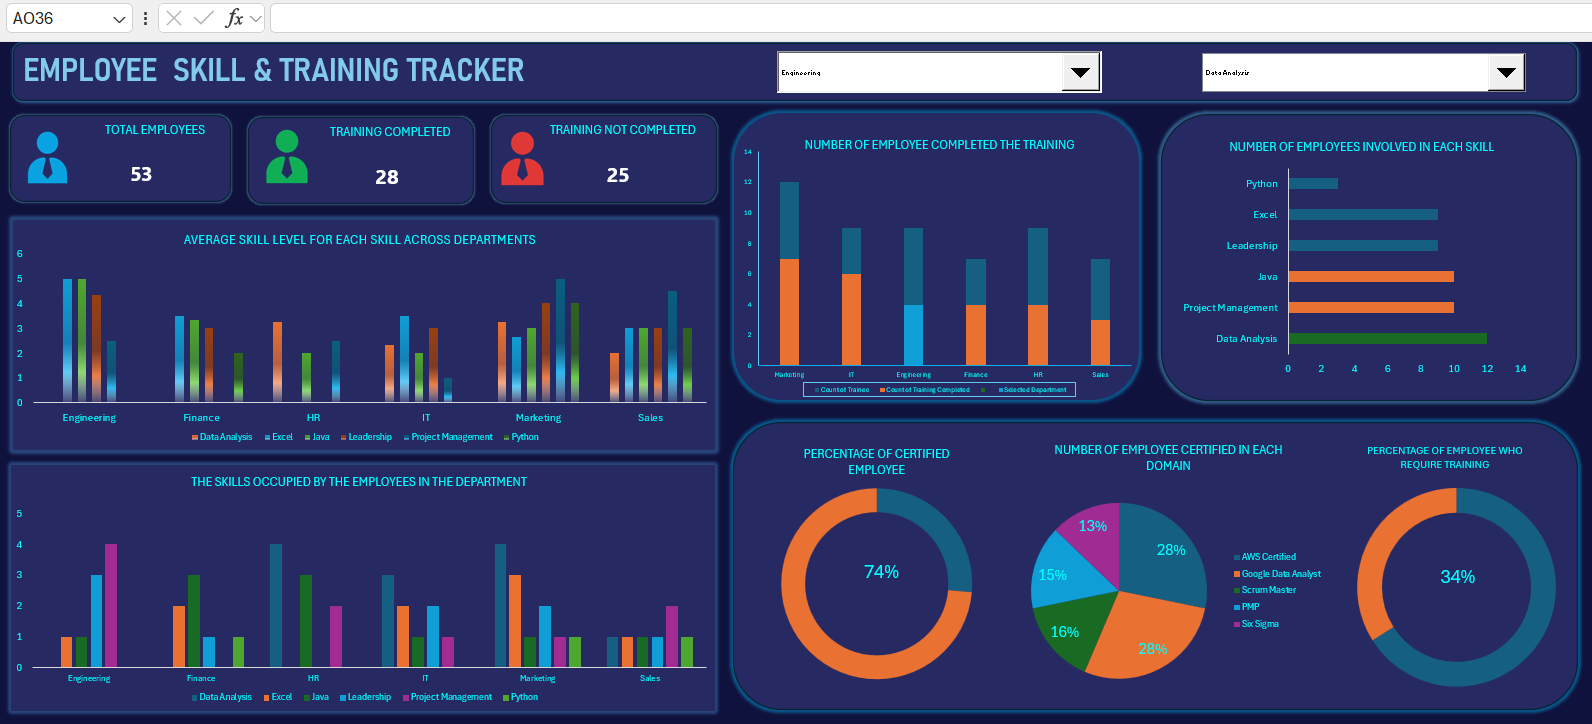 AO36
fx
EMPLOYEE SKILL & TRAINING TRACKER
Engineering
Data Analysis
TOTAL EMPLOYEES
53
TRAINING COMPLETED
28
TRAINING NOT COMPLETED
25
AVERAGE SKILL LEVEL FOR EACH SKILL ACROSS DEPARTMENTS
6
5
4
3
2
1
0
Engineering Finance HR IT Marketing Sales
Data Analysis Excel Java Leadership Project Management Python
THE SKILLS OCCUPIED BY THE EMPLOYEES IN THE DEPARTMENT
5
4
3
2
1
0
Engineering Finance HR IT Marketing Sales
Data Analysis Excel Java Leadership Project Management Python
NUMBER OF EMPLOYEE COMPLETED THE TRAINING
14
12
10
8
6
4
2
0
Marketing IT Engineering Finance HR Sales
Count of Trainee Count of Training Completed Selected Department
NUMBER OF EMPLOYEES INVOLVED IN EACH SKILL
Python
Excel
Leadership
Java
Project Management
Data Analysis
0 2 4 6 8 10 12 14
PERCENTAGE OF CERTIFIED
EMPLOYEE
74%
NUMBER OF EMPLOYEE CERTIFIED IN EACH
DOMAIN
13%
28%
15%
16%
28%
AWS Certified
Google Data Analyst
Scrum Master
PMP
Six Sigma
PERCENTAGE OF EMPLOYEE WHO
REQUIRE TRAINING
34%